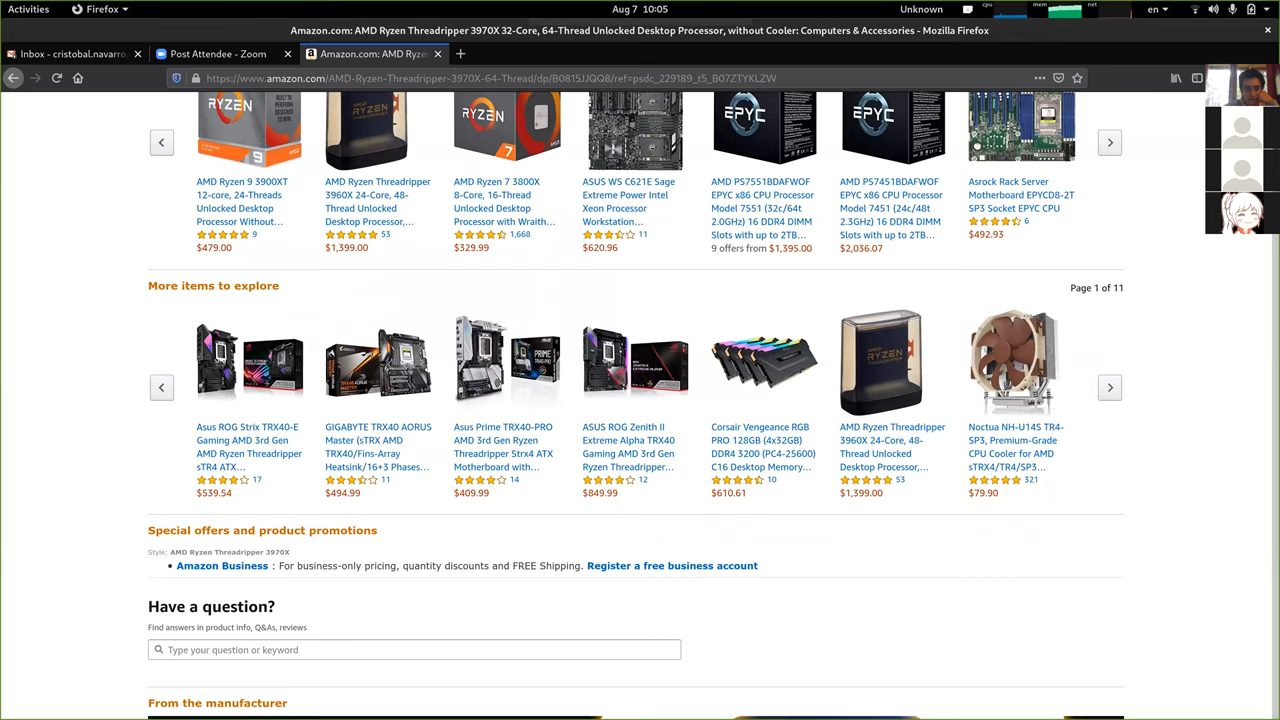 Activities
Firefox
Aug 7 10:05
Unknown
cpu
mem
net
en
Amazon.com: AMD Ryzen Threadripper 3970X 32-Core, 64-Thread Unlocked Desktop Processor, without Cooler: Computers & Accessories - Mozilla Firefox
Inbox - cristobal.navarro
Post Attendee - Zoom
Amazon.com: AMD Ryze
https://www.amazon.com/AMD-Ryzen-Threadripper-3970X-64-Thread/dp/B0815JJQQ8/ref=psdc_229189_t5_B07ZTYKLZW
AMD Ryzen 9 3900XT
12-core, 24-Threads
Unlocked Desktop
Processor Without...
9
$479.00
AMD Ryzen Threadripper
3960X 24-Core, 48-
Thread Unlocked
Desktop Processor,...
53
$1,399.00
AMD Ryzen 7 3800X
8-Core, 16-Thread
Unlocked Desktop
Processor with Wraith...
1,668
$329.99
ASUS WS C621E Sage
Extreme Power Intel
Xeon Processor
Workstation...
11
$620.96
AMD PS7551BDAFWOF
EPYC x86 CPU Processor
Model 7551 (32c/64t
2.0GHz) 16 DDR4 DIMM
Slots with up to 2TB...
9 offers from $1,395.00
AMD PS7451BDAFWOF
EPYC x86 CPU Processor
Model 7451 (24c/48t
2.3GHz) 16 DDR4 DIMM
Slots with up to 2TB...
$2,036.07
Asrock Rack Server
Motherboard EPYCD8-2T
SP3 Socket EPYC CPU
6
$492.93
RYZEN
9
RYZEN
7
EPYC
EPYC
More items to explore
Page 1 of 11
Asus ROG Strix TRX40-E
Gaming AMD 3rd Gen
AMD Ryzen Threadripper
sTR4 ATX...
17
$539.54
GIGABYTE TRX40 AORUS
Master (sTRX AMD
TRX40/Fins-Array
Heatsink/16+3 Phases...
11
$494.99
Asus Prime TRX40-PRO
AMD 3rd Gen Ryzen
Threadripper Strx4 ATX
Motherboard with...
14
$409.99
ASUS ROG Zenith II
Extreme Alpha TRX40
Gaming AMD 3rd Gen
Ryzen Threadripper...
12
$849.99
Corsair Vengeance RGB
PRO 128GB (4x32GB)
DDR4 3200 (PC4-25600)
C16 Desktop Memory...
10
$610.61
RYZEN
AMD Ryzen Threadripper
3960X 24-Core, 48-
Thread Unlocked
Desktop Processor,...
53
$1,399.00
Noctua NH-U14S TR4-
SP3, Premium-Grade
CPU Cooler for AMD
sTRX4/TR4/SP3...
321
$79.90
Special offers and product promotions
Style: AMD Ryzen Threadripper 3970X
• Amazon Business : For business-only pricing, quantity discounts and FREE Shipping. Register a free business account
Have a question?
Find answers in product info, Q&As, reviews
Type your question or keyword
From the manufacturer